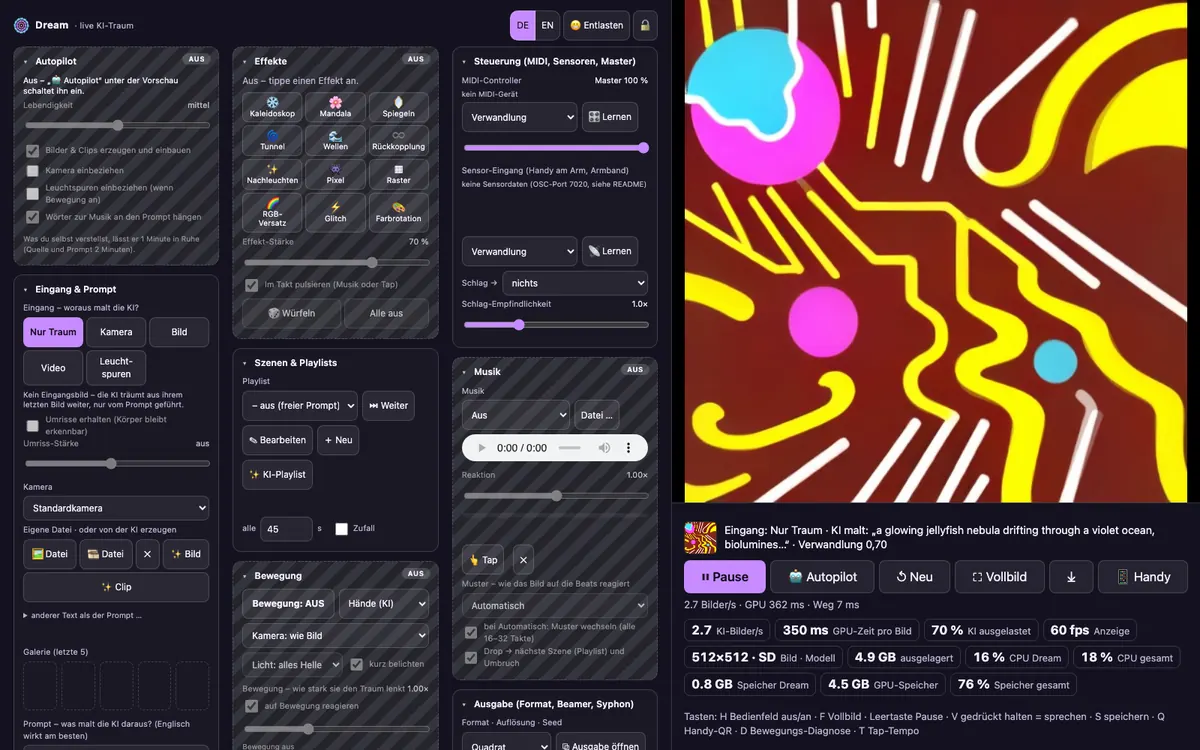 Dream · live KI-Traum
DE EN
Entlasten
Autopilot
AUS
Aus – „ Autopilot“ unter der Vorschau
schaltet ihn ein.
Lebendigkeit mittel
Bilder & Clips erzeugen und einbauen
Kamera einbeziehen
Leuchtspuren einbeziehen (wenn
Bewegung an)
Wörter zur Musik an den Prompt hängen
Was du selbst verstellst, lässt er 1 Minute in Ruhe
(Quelle und Prompt 2 Minuten).
Eingang & Prompt
Eingang – woraus malt die KI?
Nur Traum Kamera Bild
Video Leucht-
spuren
Kein Eingangsbild – die KI träumt aus ihrem
letzten Bild weiter, nur vom Prompt geführt.
Umrisse erhalten (Körper bleibt
erkennbar)
Umriss-Stärke aus
Kamera
Standardkamera
Eigene Datei · oder von der KI erzeugen
Datei Datei ✕ Bild
Clip
anderer Text als der Prompt ...
Galerie (letzte 5)
Prompt – was malt die KI daraus? (Englisch
wirkt am besten)
Effekte
AUS
Aus – tippe einen Effekt an.
Kaleidoskop Mandala Spiegeln
Tunnel Wellen Rückkopplung
Nachleuchten Pixel Raster
RGB-
Versatz Glitch Farbrotation
Effekt-Stärke 70 %
Im Takt pulsieren (Musik oder Tap)
Würfeln Alle aus
Szenen & Playlists
Playlist
– aus (freier Prompt) Weiter
Bearbeiten + Neu
KI-Playlist
alle 45 s Zufall
Bewegung
AUS
Bewegung: AUS Hände (KI)
Kamera: wie Bild
Licht: alles Helle kurz belichten
Bewegung – wie stark sie den Traum lenkt 1.00×
auf Bewegung reagieren
Bewegung aus
Steuerung (MIDI, Sensoren, Master)
MIDI-Controller Master 100 %
kein MIDI-Gerät
Verwandlung Lernen
Sensor-Eingang (Handy am Arm, Armband)
keine Sensordaten (OSC-Port 7020, siehe README)
Verwandlung Lernen
Schlag → nichts
Schlag-Empfindlichkeit 1.0×
Musik
AUS
Musik
Aus Datei ...
0:00 / 0:00
Reaktion 1.00×
Tap ✕
Muster – wie das Bild auf die Beats reagiert
Automatisch
bei Automatisch: Muster wechseln (alle
16–32 Takte)
Drop → nächste Szene (Playlist) und
Umbruch
Ausgabe (Format, Beamer, Syphon)
Format · Auflösung · Seed
Quadrat Ausgabe öffnen
Eingang: Nur Traum · KI malt: „a glowing jellyfish nebula drifting through a violet ocean,
biolumines…“ · Verwandlung 0,70
Pause Autopilot Neu Vollbild Handy
2.7 Bilder/s · GPU 362 ms · Weg 7 ms
2.7 KI-Bilder/s 350 ms GPU-Zeit pro Bild 70 % KI ausgelastet 60 fps Anzeige
512×512 · SD Bild · Modell 4.9 GB ausgelagert 16 % CPU Dream 18 % CPU gesamt
0.8 GB Speicher Dream 4.5 GB GPU-Speicher 76 % Speicher gesamt
Tasten: H Bedienfeld aus/an · F Vollbild · Leertaste Pause · V gedrückt halten = sprechen · S speichern · Q
Handy-QR · D Bewegungs-Diagnose · T Tap-Tempo